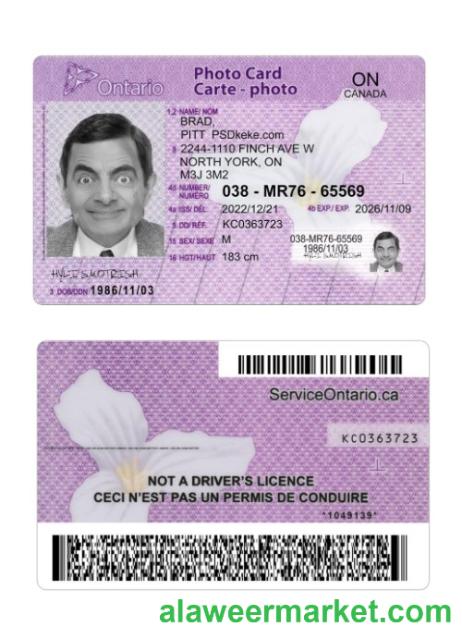 Ontario
Photo Card
Carte - photo
ON
CANADA
1,2 NAME/ NOM
BRAD,
PITT PSDkeke.com
8 2244-1110 FINCH AVE W
NORTH YORK, ON
M3J 3M2
4d NUMBER/
NUMÉRO
038 - MR76 - 65569
4a ISS/ DÉL. 2022/12/21
4b EXP./ EXP. 2026/11/09
5 DD/ RÉF. KC0363723
15 SEX/ SEXE M
16 HGT/HAUT 183 cm
038-MR76-65569
1986/11/03
3 DOB/DDN 1986/11/03
ServiceOntario.ca
KC0363723
NOT A DRIVER'S LICENCE
CECI N'EST PAS UN PERMIS DE CONDUIRE
*1049139*
alaweermarket.com